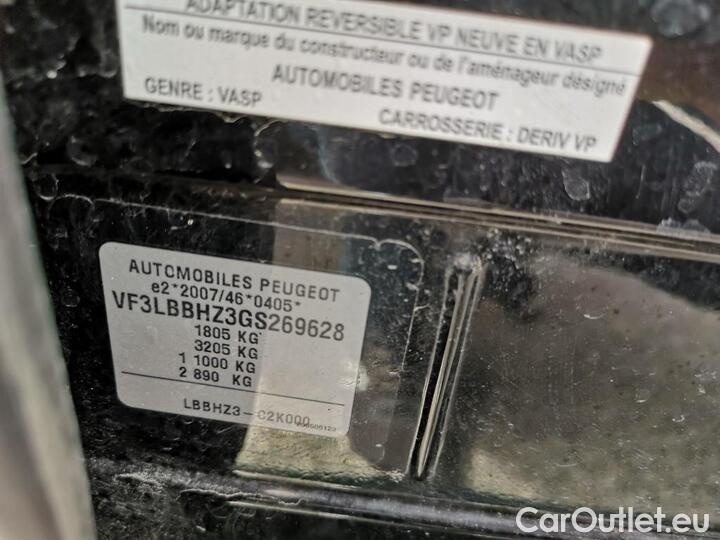 ADAPTATION REVERSIBLE VP NEUVE EN VASP
Nom ou marque du constructeur ou de l'aménageur désigné
AUTOMOBILES PEUGEOT
GENRE : VASP
CARROSSERIE : DERIV VP
AUTOMOBILES PEUGEOT
e2*2007/46*0405*
VF3LBBHZ3GS269628
1805 KG
3205 KG
1 1000 KG
2 890 KG
LBBHZ3-C2K000
CarOutlet.eu